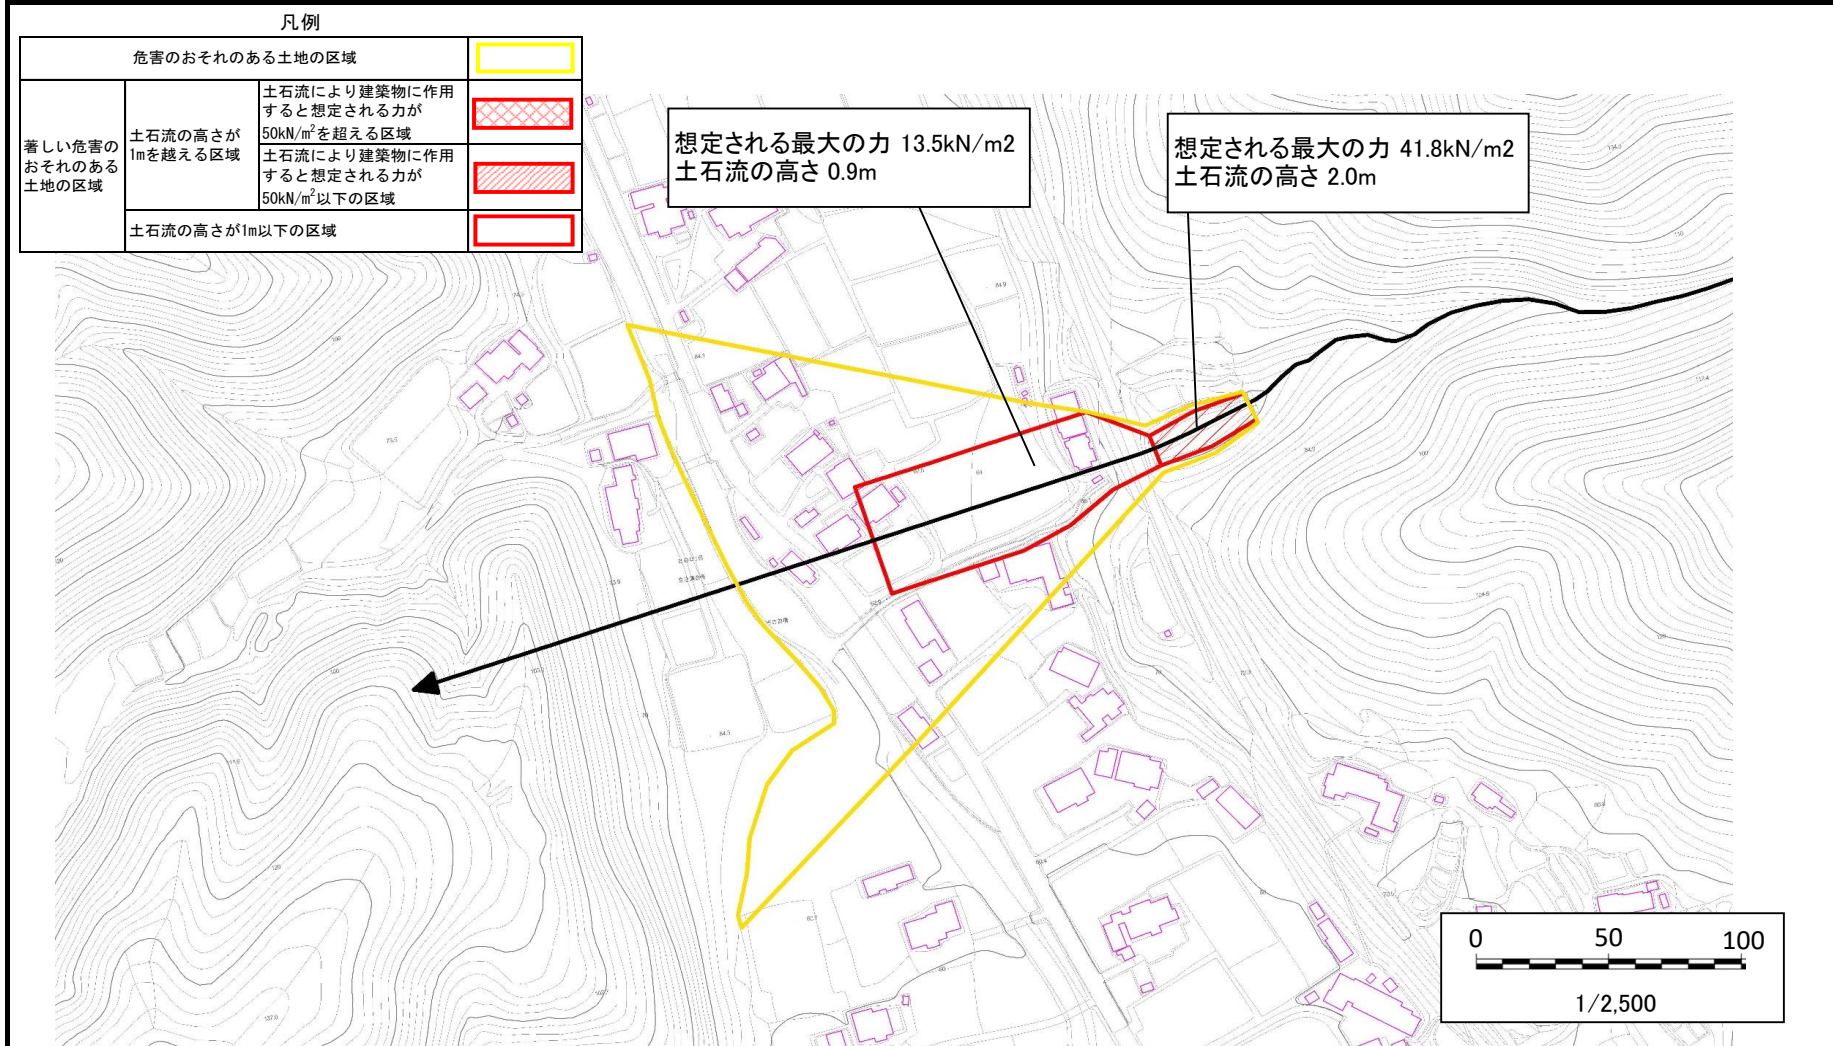 凡例
危害のおそれのある土地の区域
著しい危害の
おそれのある
土地の区域
土石流の高さが
1mを越える区域
土石流により建築物に作用
すると想定される力が
50kN/m²を超える区域
土石流により建築物に作用
すると想定される力が
50kN/m²以下の区域
土石流の高さが1m以下の区域
想定される最大の力 13.5kN/m2
土石流の高さ 0.9m
想定される最大の力 41.8kN/m2
土石流の高さ 2.0m
0 50 100
1/2,500